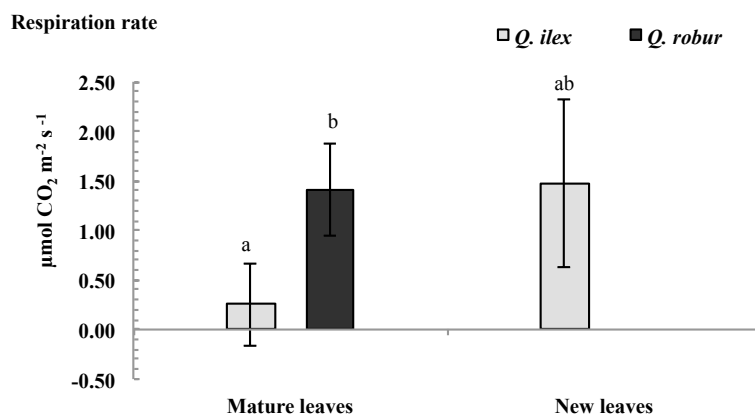 Respiration rate
Q. ilex Q. robur
µmol CO₂ m⁻² s⁻¹
2.50
2.00
1.50
1.00
0.50
0.00
-0.50
a
b
ab
Mature leaves New leaves